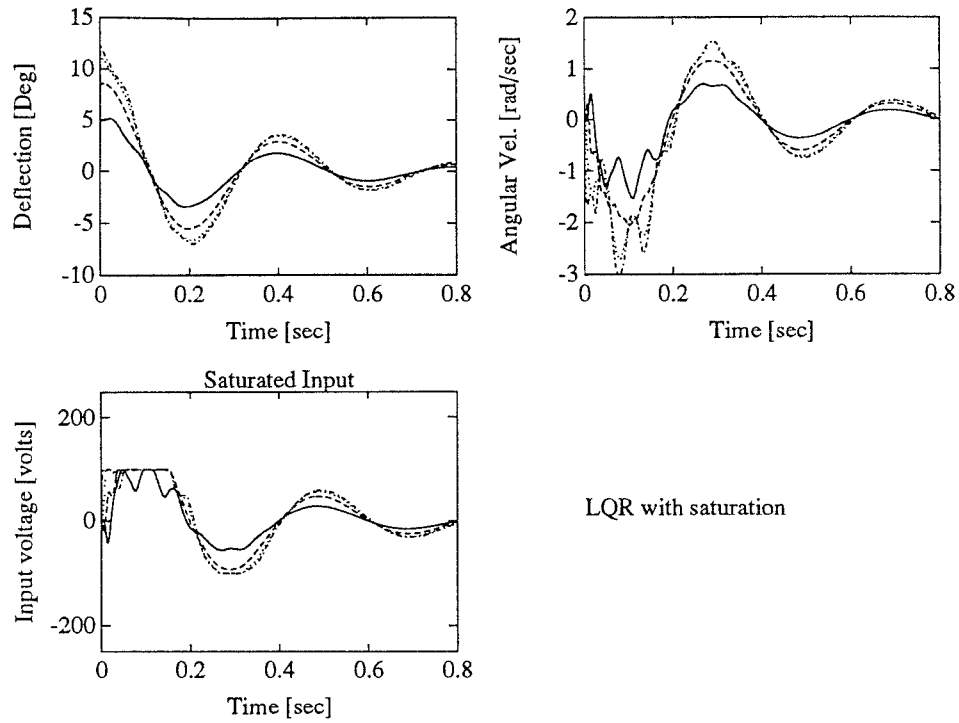 15
10
5
0
-5
-10
Deflection [Deg]
0 0.2 0.4 0.6 0.8
Time [sec]
2
1
0
-1
-2
-3
Angular Vel. [rad/sec]
0 0.2 0.4 0.6 0.8
Time [sec]
Saturated Input
200
0
-200
Input voltage [volts]
0 0.2 0.4 0.6 0.8
Time [sec]
LQR with saturation